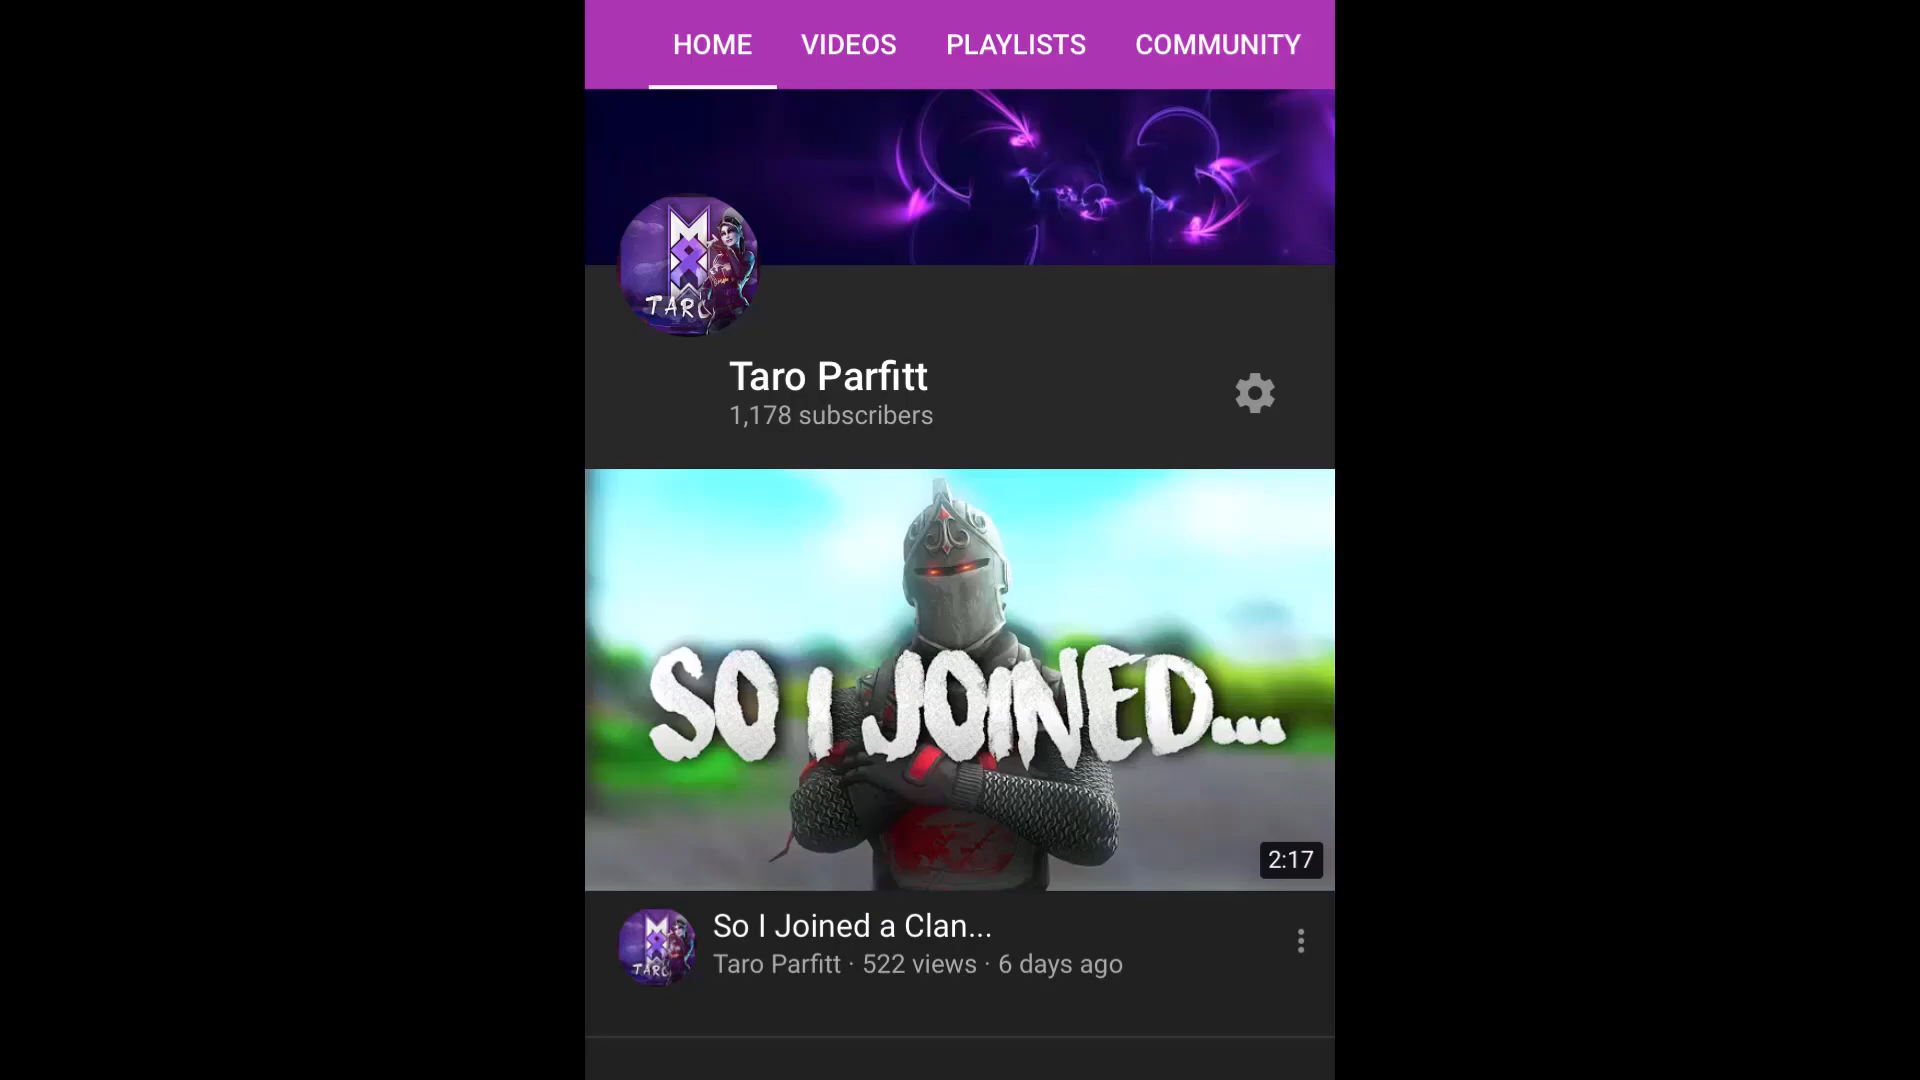 HOME VIDEOS PLAYLISTS COMMUNITY
TARO
Taro Parfitt
1,178 subscribers
SO I JOINED...
2:17
So I Joined a Clan...
Taro Parfitt · 522 views · 6 days ago
TARO